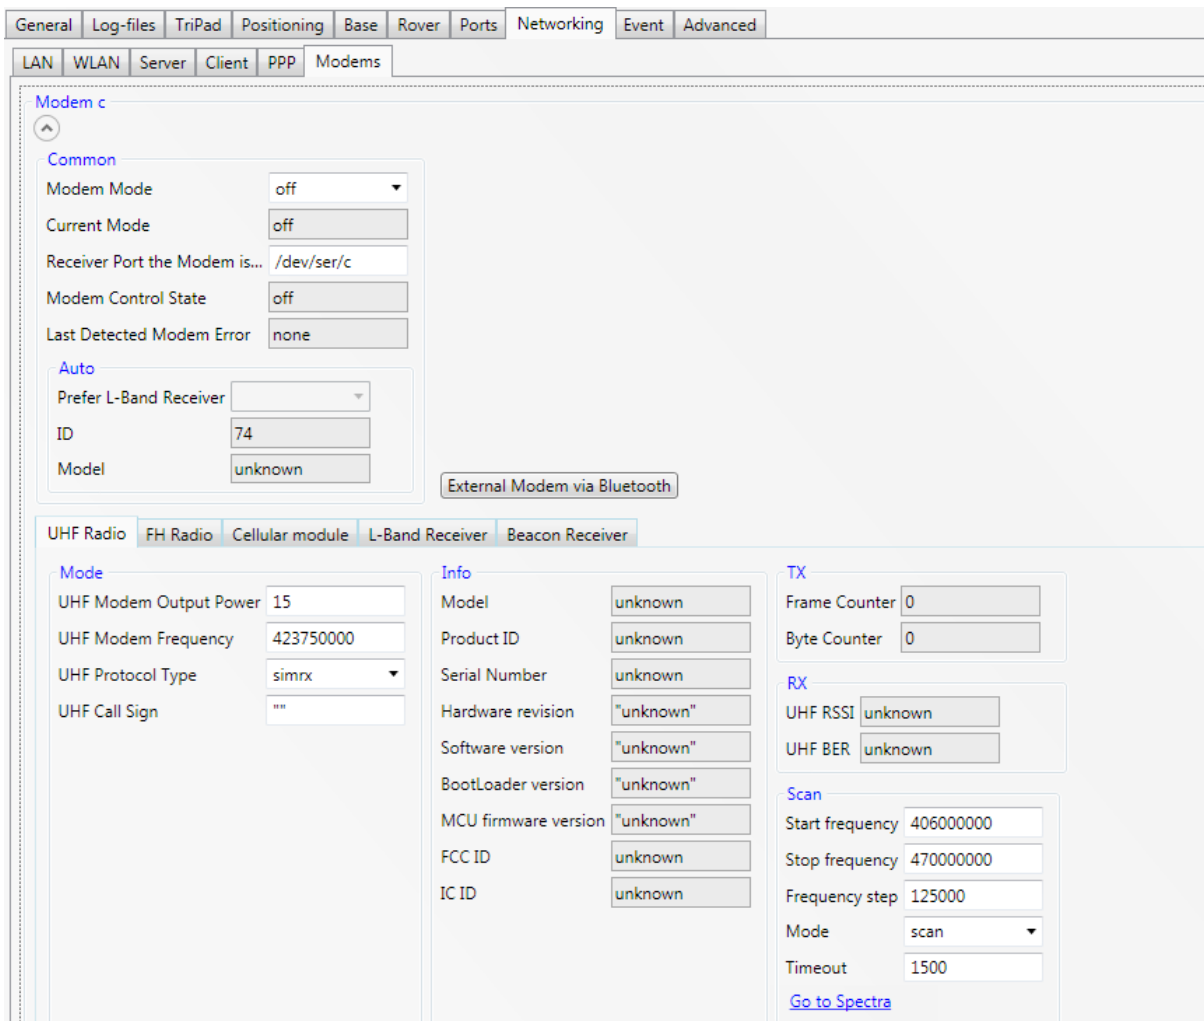 General Log-files TriPad Positioning Base Rover Ports Networking Event Advanced
LAN WLAN Server Client PPP Modems
Modem c
Common
Modem Mode off
Current Mode off
Receiver Port the Modem is... /dev/ser/c
Modem Control State off
Last Detected Modem Error none
Auto
Prefer L-Band Receiver
ID 74
Model unknown
External Modem via Bluetooth
UHF Radio FH Radio Cellular module L-Band Receiver Beacon Receiver
Mode
UHF Modem Output Power 15
UHF Modem Frequency 423750000
UHF Protocol Type simrx
UHF Call Sign ""
Info
Model unknown
Product ID unknown
Serial Number unknown
Hardware revision "unknown"
Software version "unknown"
BootLoader version "unknown"
MCU firmware version "unknown"
FCC ID unknown
IC ID unknown
TX
Frame Counter 0
Byte Counter 0
RX
UHF RSSI unknown
UHF BER unknown
Scan
Start frequency 406000000
Stop frequency 470000000
Frequency step 125000
Mode scan
Timeout 1500
Go to Spectra